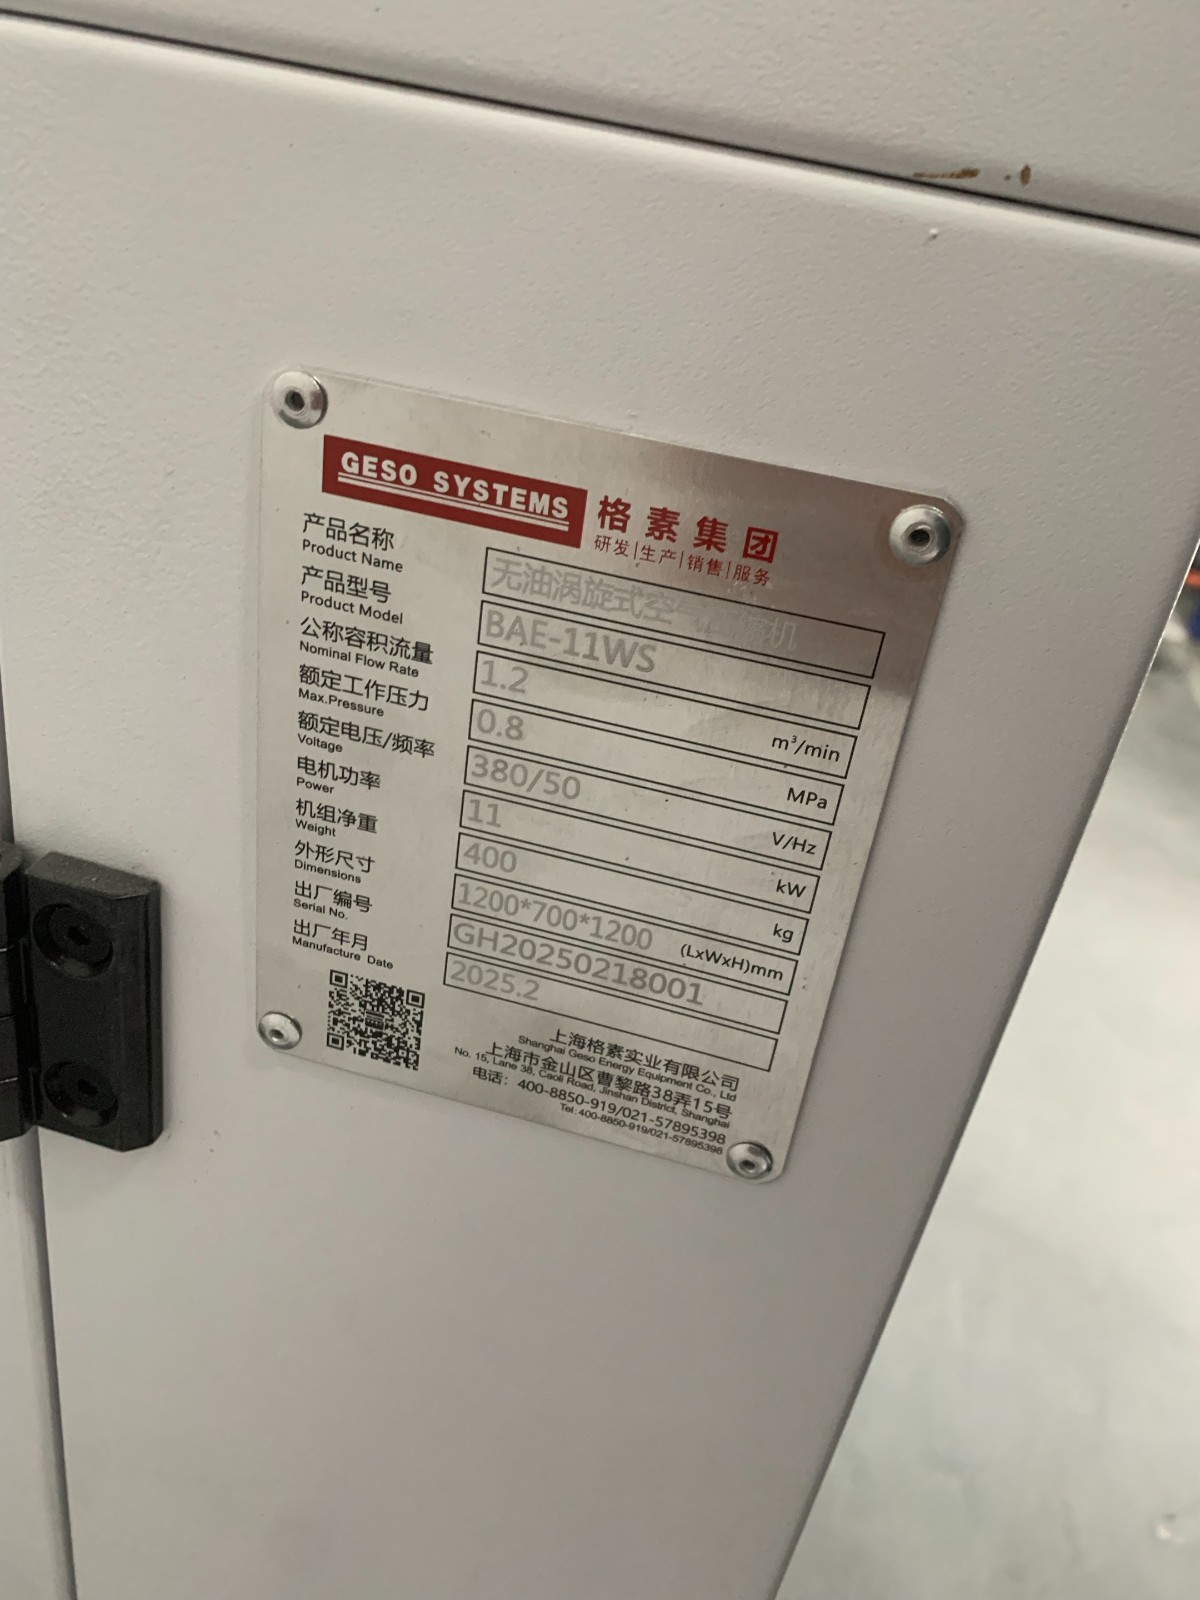 GESO SYSTEMS 格素集团
研发|生产|销售|服务
产品名称 无油涡旋式空气压缩机
Product Name
产品型号 BAE-11WS
Product Model
公称容积流量 1.2 m³/min
Nominal Flow Rate
额定工作压力 0.8 MPa
Max.Pressure
额定电压/频率 380/50 V/Hz
Voltage
电机功率 11 kW
Power
机组净重 400 kg
Weight
外形尺寸 1200*700*1200 (LxWxH)mm
Dimensions
出厂编号 GH20250218001
Serial No.
出厂年月 2025.2
Manufacture Date
上海格素实业有限公司
Shanghai Geso Energy Equipment Co., Ltd
上海市金山区曹黎路38弄15号
No. 15, Lane 38, Caoli Road, Jinshan District, Shanghai
电话：400-8850-919/021-57895398
Tel:400-8850-919/021-57895398